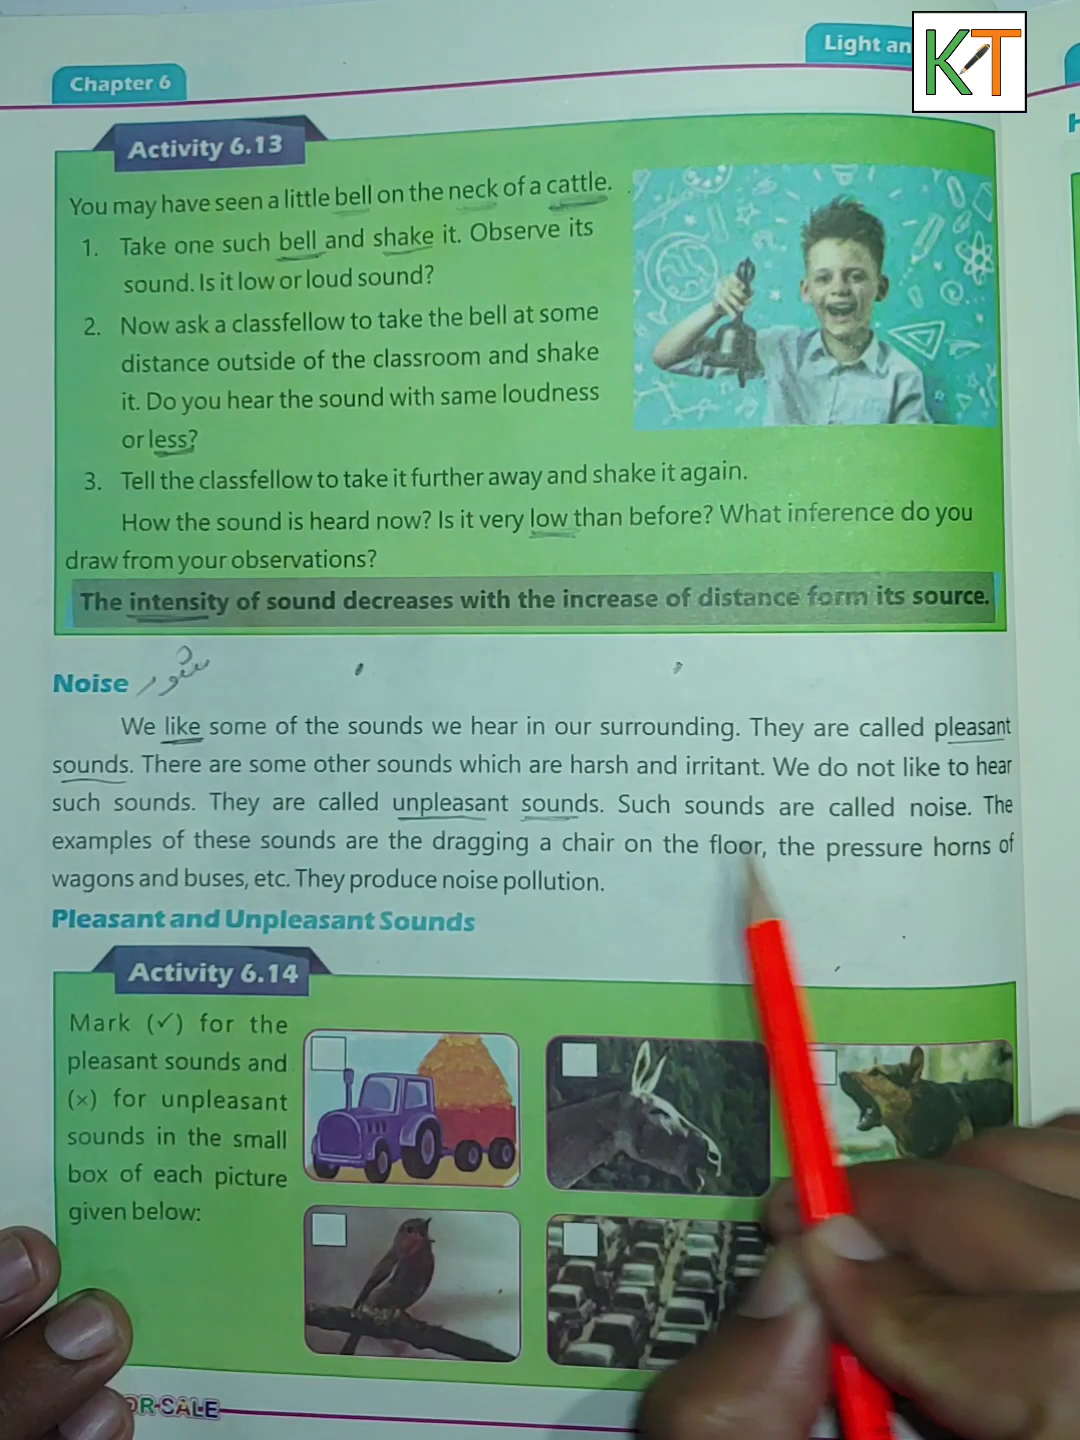 Chapter 6
Light an
KT
Activity 6.13
You may have seen a little bell on the neck of a cattle.
1. Take one such bell and shake it. Observe its
sound. Is it low or loud sound?
2. Now ask a classfellow to take the bell at some
distance outside of the classroom and shake
it. Do you hear the sound with same loudness
or less?
3. Tell the classfellow to take it further away and shake it again.
How the sound is heard now? Is it very low than before? What inference do you
draw from your observations?
The intensity of sound decreases with the increase of distance form its source.
Noise شور
We like some of the sounds we hear in our surrounding. They are called pleasant
sounds. There are some other sounds which are harsh and irritant. We do not like to hear
such sounds. They are called unpleasant sounds. Such sounds are called noise. The
examples of these sounds are the dragging a chair on the floor, the pressure horns of
wagons and buses, etc. They produce noise pollution.
Pleasant and Unpleasant Sounds
Activity 6.14
Mark (✓) for the
pleasant sounds and
(×) for unpleasant
sounds in the small
box of each picture
given below:
OR SALE